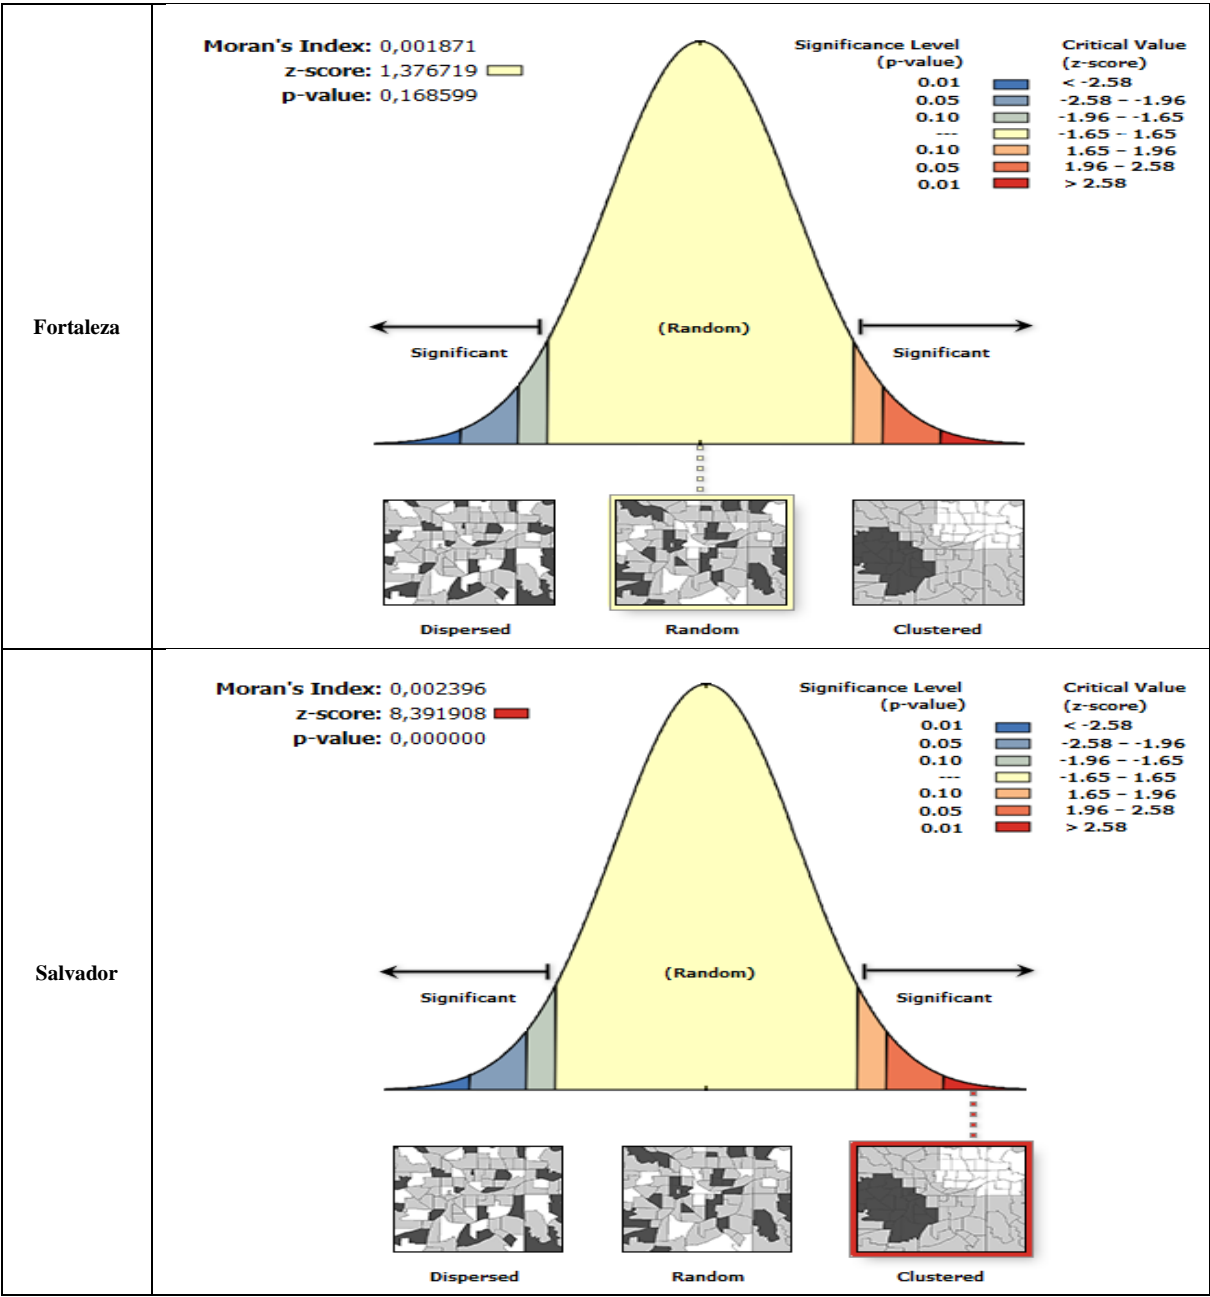 Fortaleza
Moran's Index: 0,001871
z-score: 1,376719
p-value: 0,168599
Significance Level
(p-value)
Critical Value
(z-score)
0.01 < -2.58
0.05 -2.58 – -1.96
0.10 -1.96 – -1.65
--- -1.65 – 1.65
0.10 1.65 – 1.96
0.05 1.96 – 2.58
0.01 > 2.58
(Random)
Significant
Significant
Dispersed
Random
Clustered
Salvador
Moran's Index: 0,002396
z-score: 8,391908
p-value: 0,000000
Significance Level
(p-value)
Critical Value
(z-score)
0.01 < -2.58
0.05 -2.58 – -1.96
0.10 -1.96 – -1.65
--- -1.65 – 1.65
0.10 1.65 – 1.96
0.05 1.96 – 2.58
0.01 > 2.58
(Random)
Significant
Significant
Dispersed
Random
Clustered